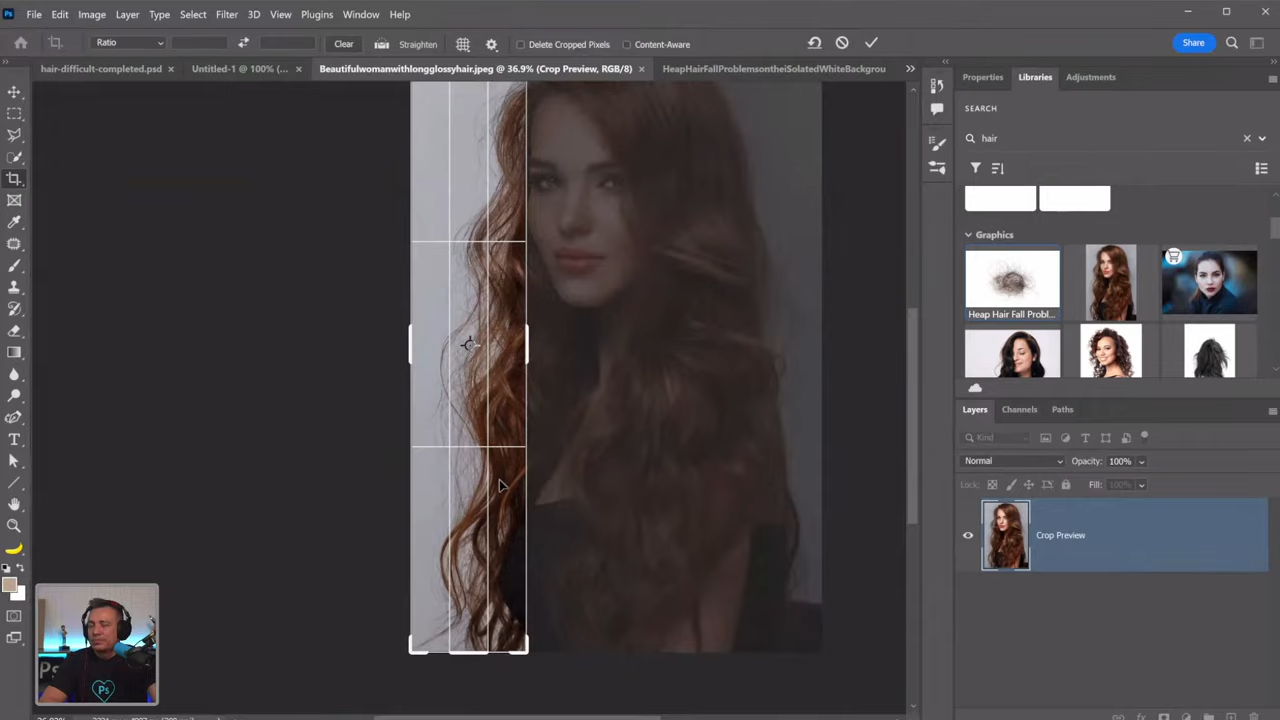 Ps File Edit Image Layer Type Select Filter 3D View Plugins Window Help
Ratio Clear Straighten Delete Cropped Pixels Content-Aware Share
hair-difficult-completed.psd × Untitled-1 @ 100% (... × Beautifulwomanwithlongglossyhair.jpeg @ 36.9% (Crop Preview, RGB/8) × HeapHairFallProblemsontheiSolatedWhiteBackgrou
Properties Libraries Adjustments
SEARCH
hair
Graphics
Heap Hair Fall Probl...
Layers Channels Paths
Kind
Normal Opacity: 100%
Lock: Fill: 100%
Crop Preview
Ps
Ps